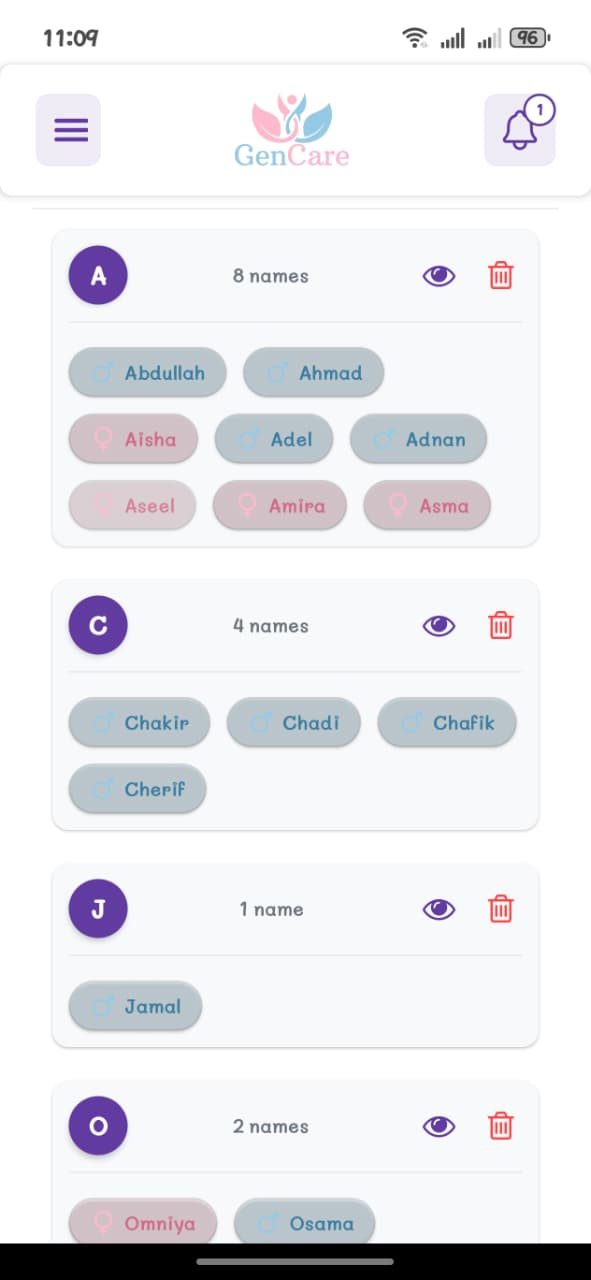 11:09
96
1
GenCare
A 8 names
Abdullah Ahmad
Aisha Adel Adnan
Aseel Amira Asma
C 4 names
Chakir Chadi Chafik
Cherif
J 1 name
Jamal
O 2 names
Omniya Osama